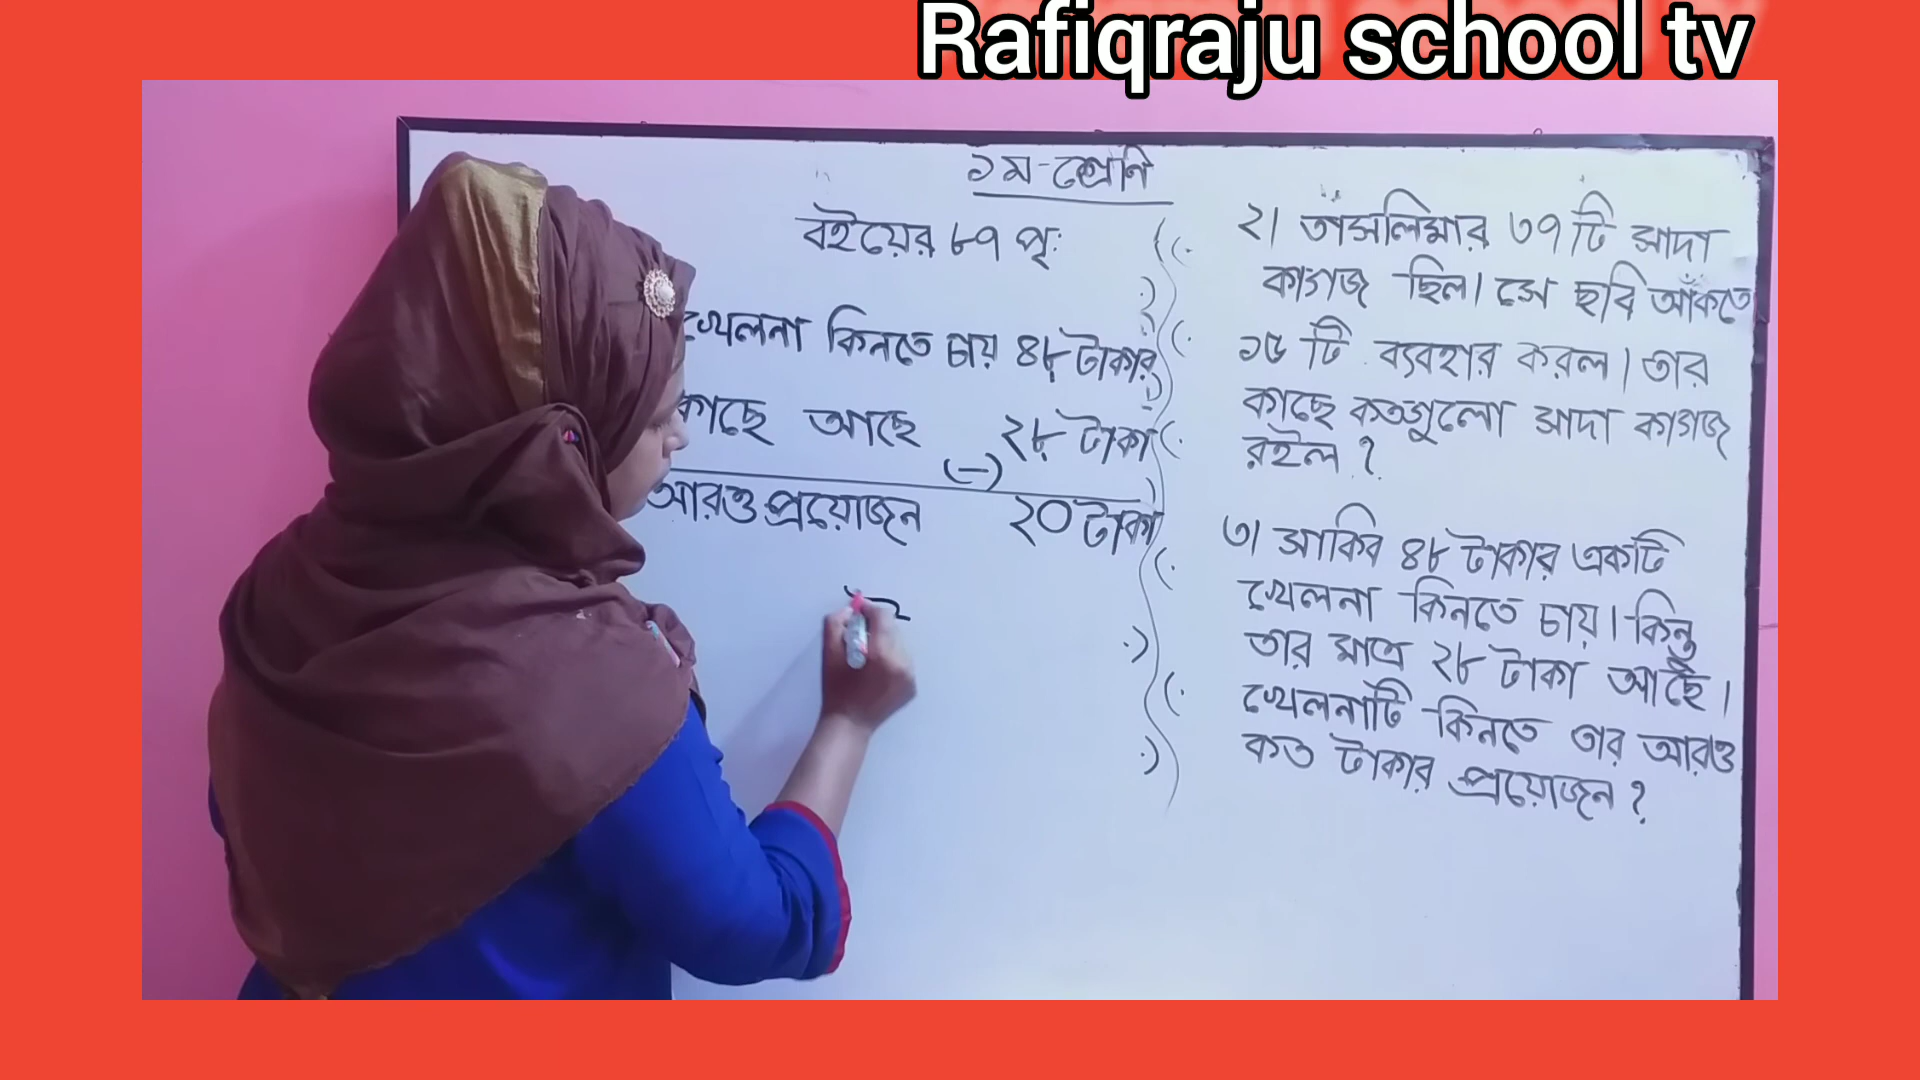 Rafiqraju school tv
১ম-শ্রেণি
বইয়ের ৮৭ পৃঃ
খেলনা কিনতে চায় ৪৮ টাকার
কাছে আছে ২৮ টাকা
(–)
আরও প্রয়োজন ২০ টাকা
২। তাসলিমার ৩৭ টি সাদা
কাগজ ছিল। সে ছবি আঁকতে
১৫ টি ব্যবহার করল। তার
কাছে কতগুলো সাদা কাগজ
রইল ?
৩। সাকিব ৪৮ টাকার একটি
খেলনা কিনতে চায়। কিন্তু
তার মাত্র ২৮ টাকা আছে।
খেলনাটি কিনতে তার আরও
কত টাকার প্রয়োজন ?